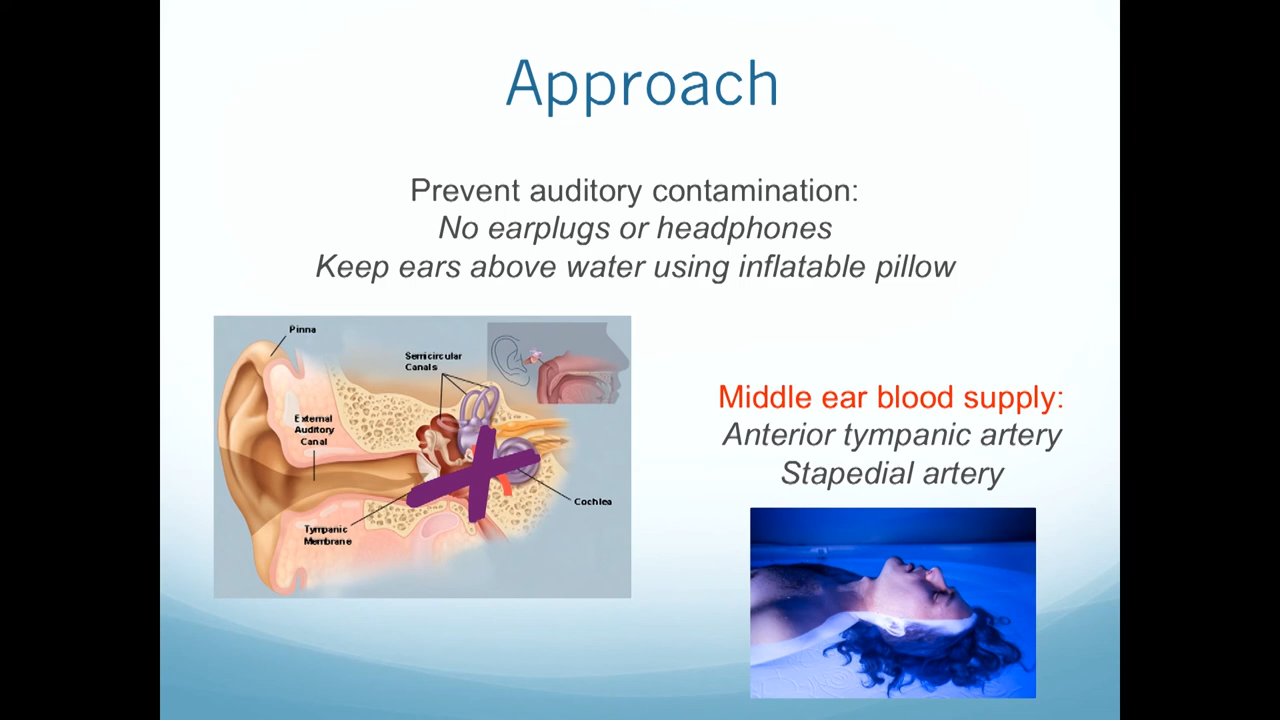 Approach
Prevent auditory contamination:
No earplugs or headphones
Keep ears above water using inflatable pillow
Pinna
Semicircular
Canals
External
Auditory
Canal
Cochlea
Tympanic
Membrane
Middle ear blood supply:
Anterior tympanic artery
Stapedial artery